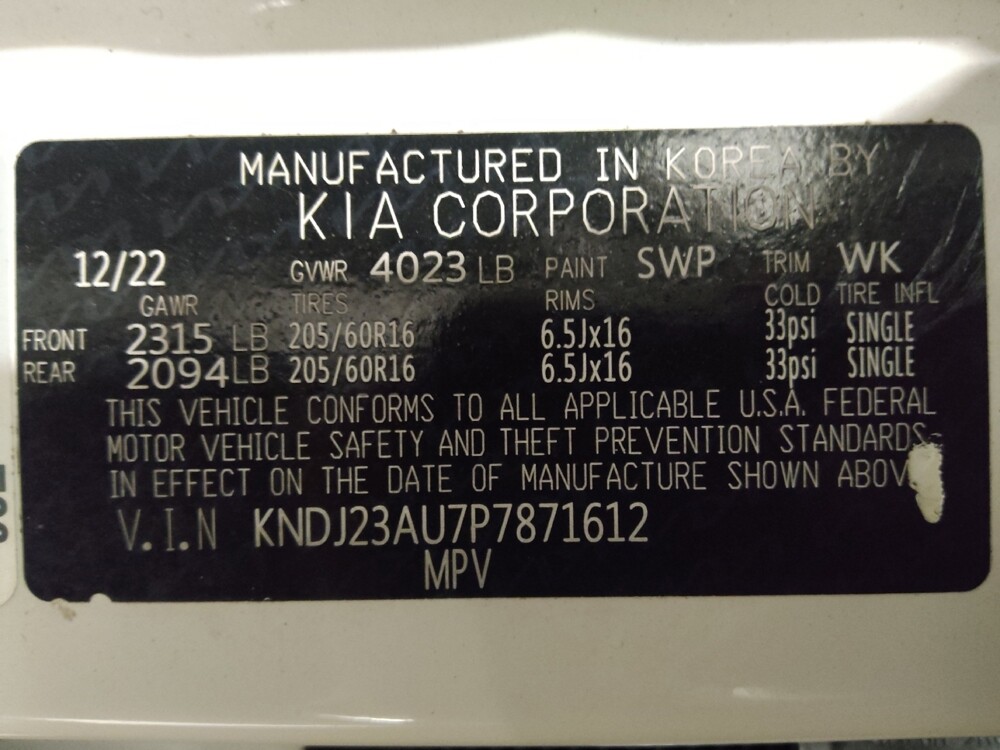 MANUFACTURED IN KOREA BY
KIA CORPORATION
12/22 GVWR 4023 LB PAINT SWP TRIM WK
GAWR TIRES RIMS COLD TIRE INFL
FRONT 2315 LB 205/60R16 6.5Jx16 33psi SINGLE
REAR 2094 LB 205/60R16 6.5Jx16 33psi SINGLE
THIS VEHICLE CONFORMS TO ALL APPLICABLE U.S.A. FEDERAL
MOTOR VEHICLE SAFETY AND THEFT PREVENTION STANDARDS
IN EFFECT ON THE DATE OF MANUFACTURE SHOWN ABOV
V.I.N KNDJ23AU7P7871612
MPV